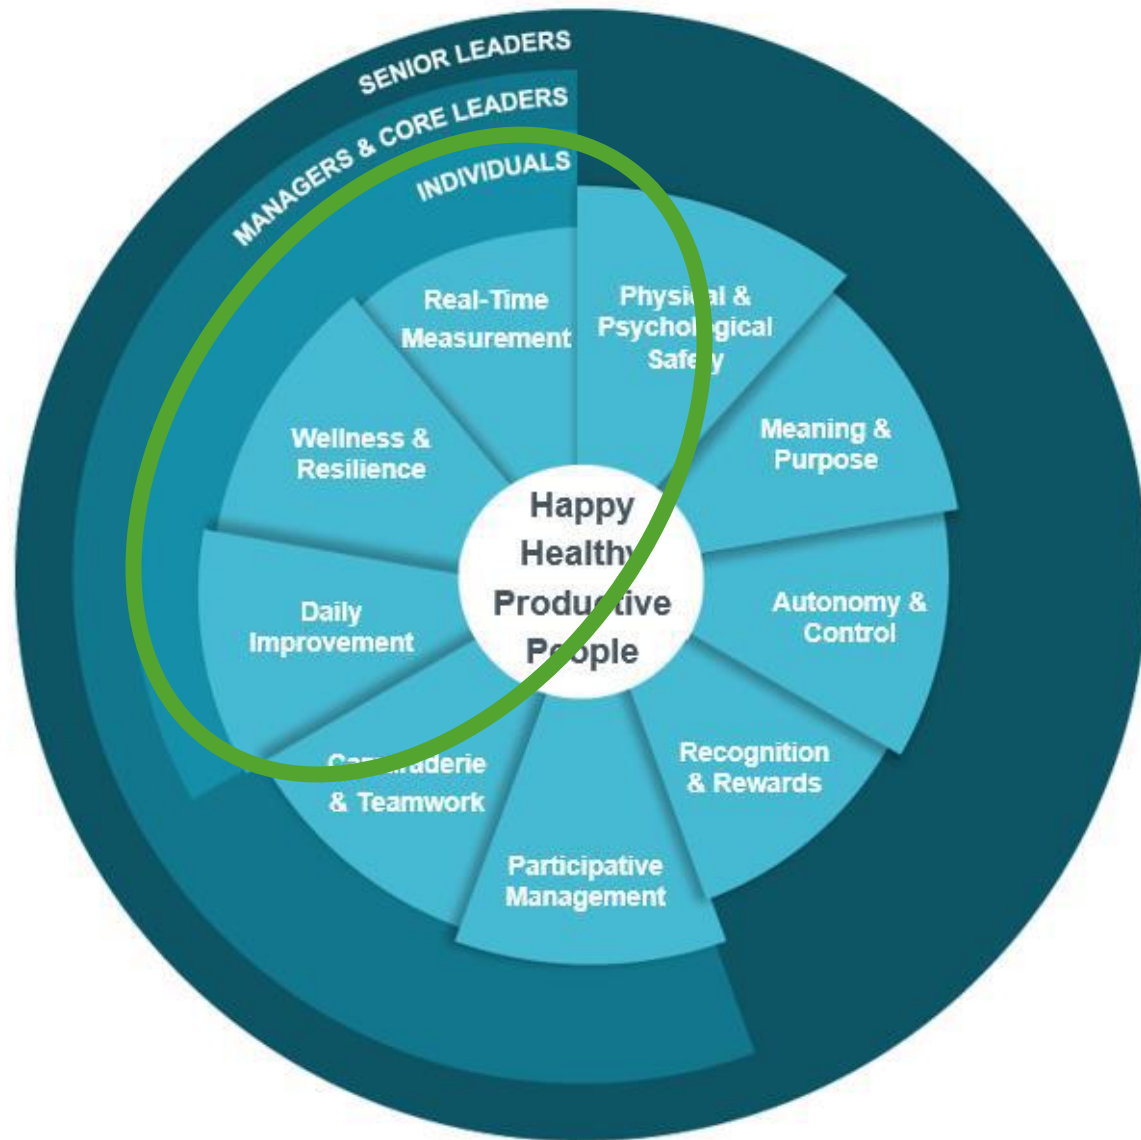 SENIOR LEADERS
MANAGERS & CORE LEADERS
INDIVIDUALS
Real-Time
Measurement
Physical &
Psychological
Safety
Meaning &
Purpose
Autonomy &
Control
Recognition
& Rewards
Participative
Management
Camaraderie
& Teamwork
Daily
Improvement
Wellness &
Resilience
Happy
Healthy
Productive
People